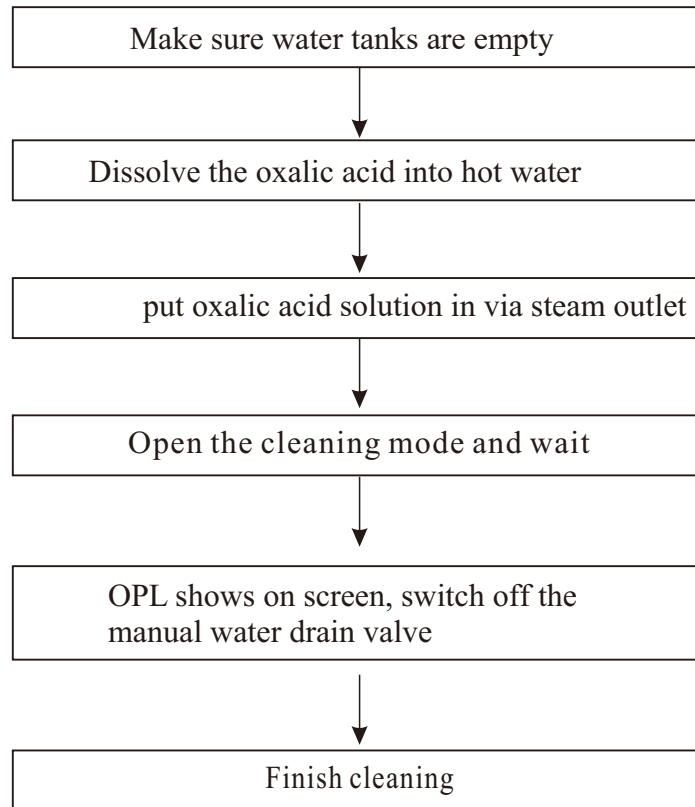 Make sure water tanks are empty
Dissolve the oxalic acid into hot water
put oxalic acid solution in via steam outlet
Open the cleaning mode and wait
OPL shows on screen, switch off the
manual water drain valve
Finish cleaning